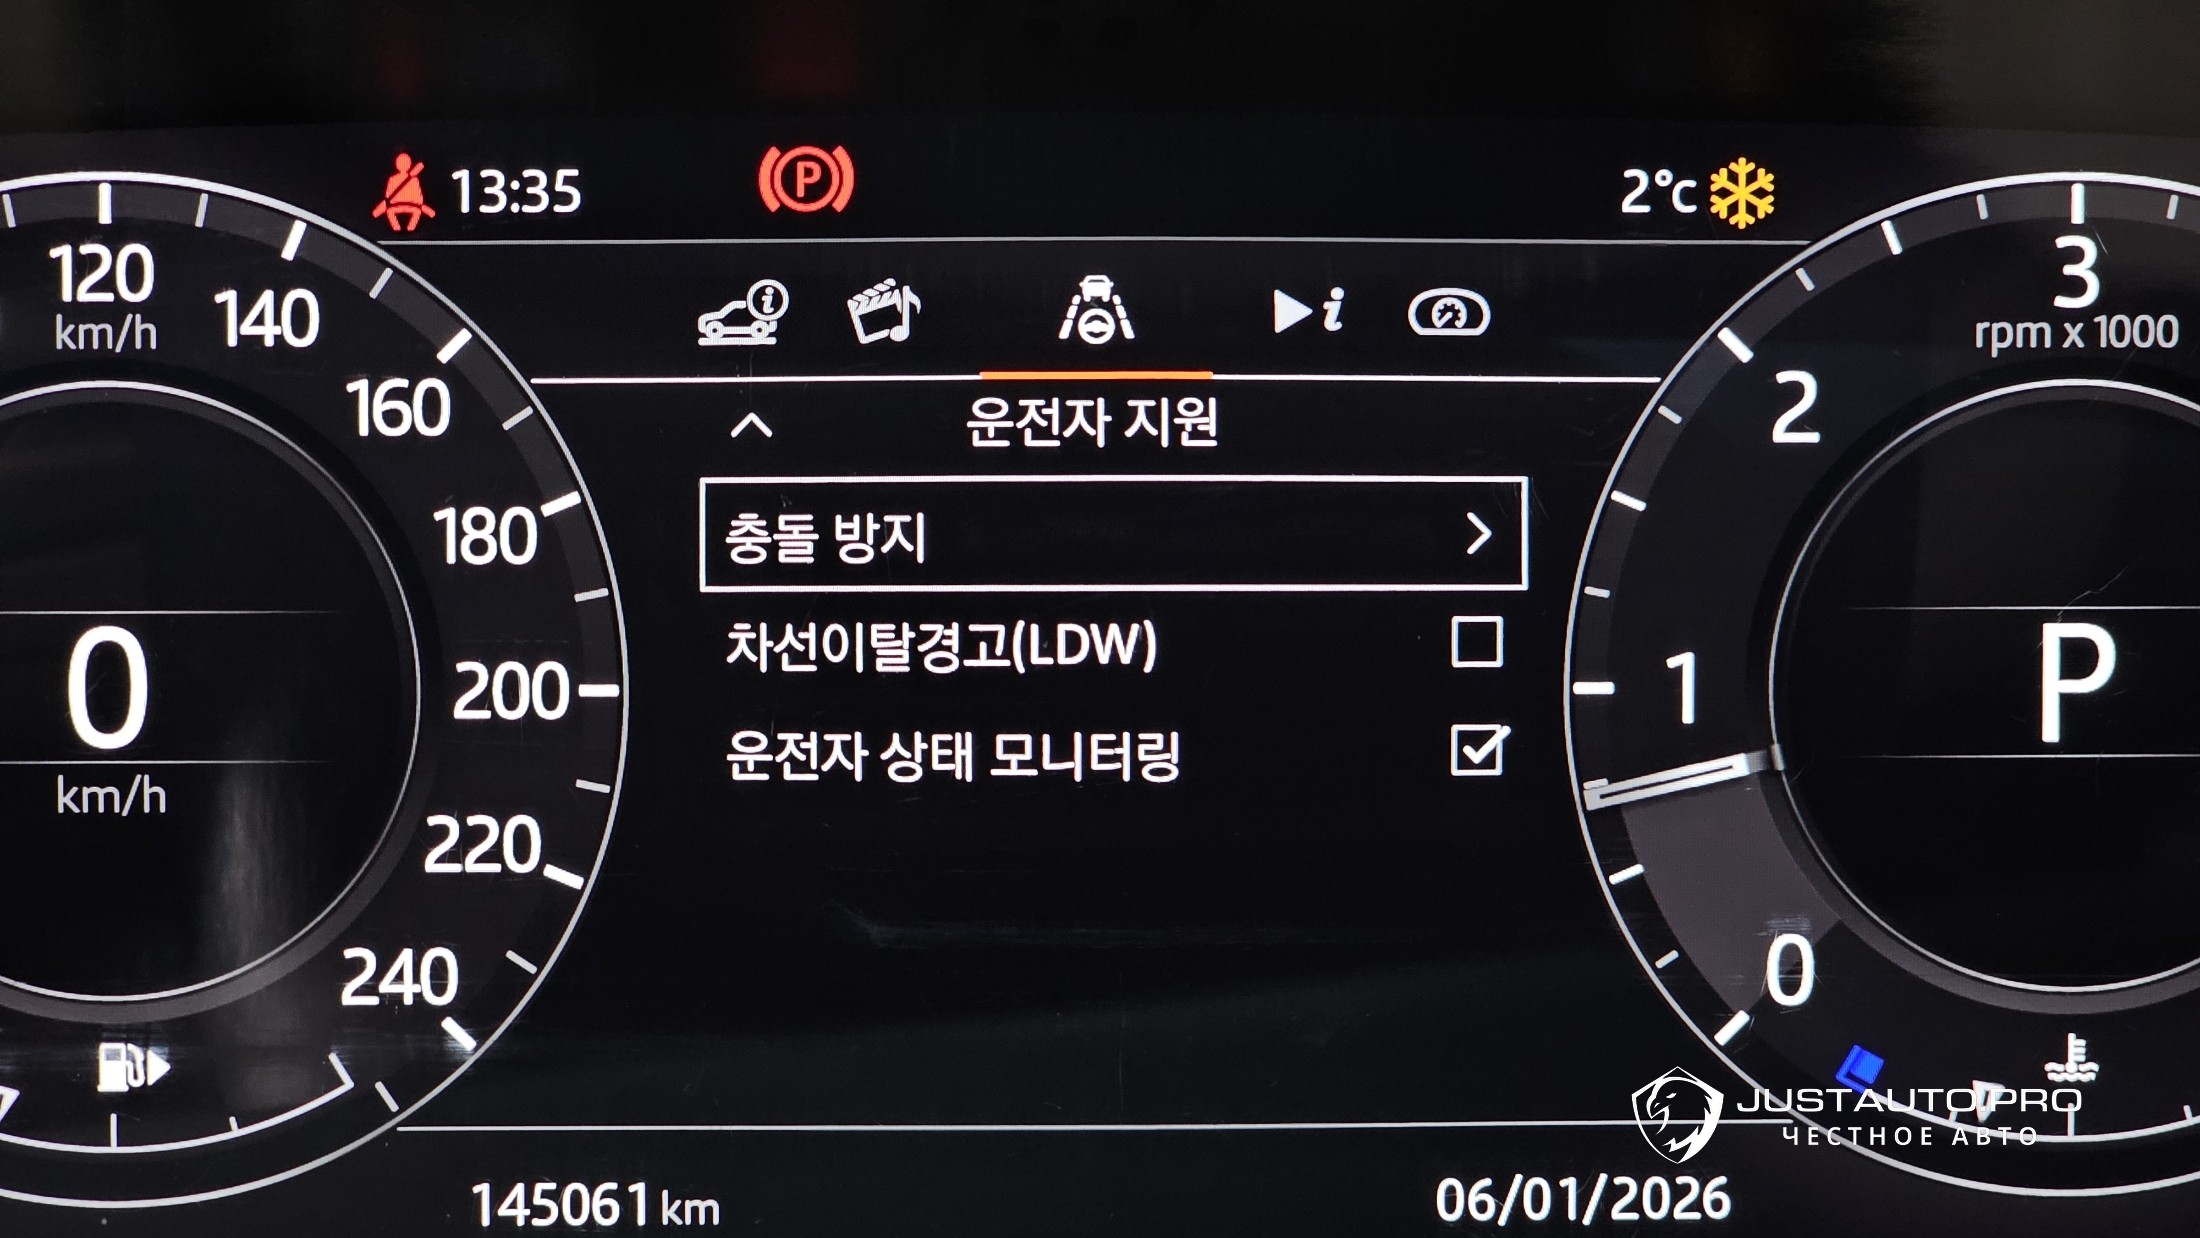 13:35
P
2°C
120
km/h
140
160
180
200
220
240
0
km/h
i
i
운전자 지원
충돌 방지
차선이탈경고(LDW)
운전자 상태 모니터링
3
rpm x 1000
2
1
0
P
JUSTAUTO.PRO
ЧЕСТНОЕ АВТО
145061 km
06/01/2026